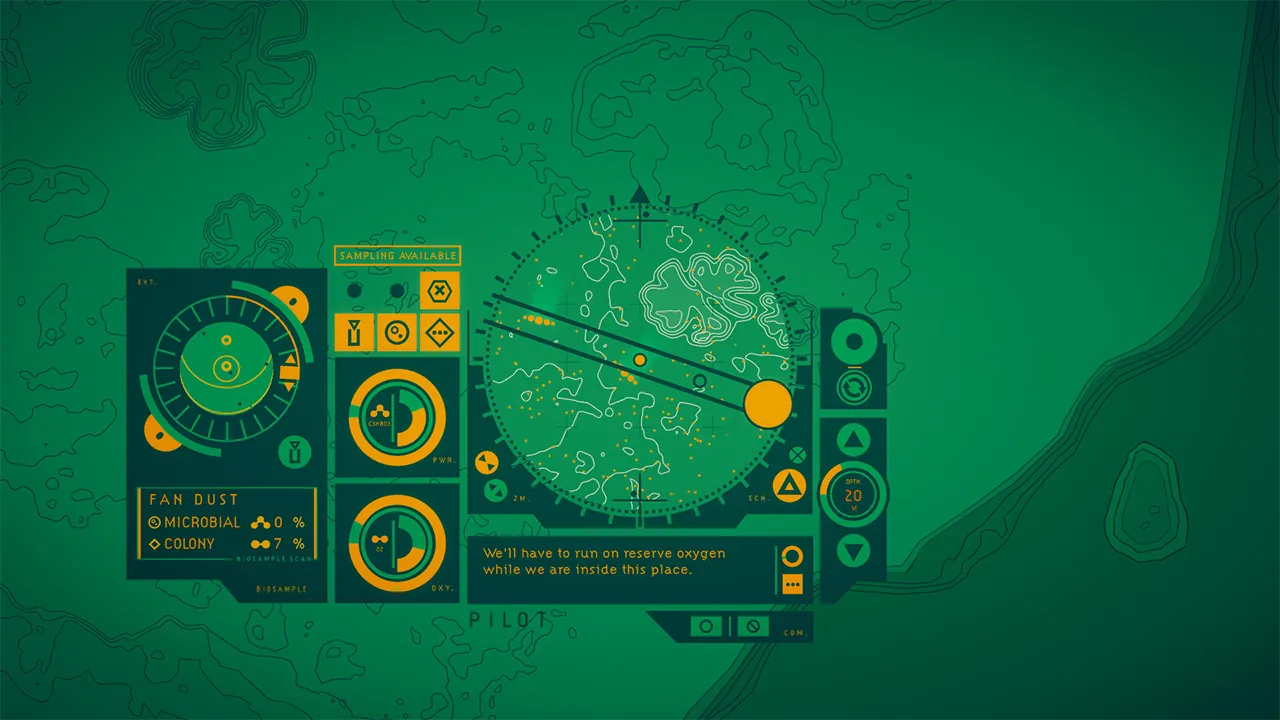 SAMPLING AVAILABLE
EXT.
C3H8O3
PWR.
FAN DUST
MICROBIAL 0 %
COLONY 7 %
BIOSAMPLE SCAN
BIOSAMPLE
O2
OXY.
ZM.
SCN.
DPTH.
20
M
We'll have to run on reserve oxygen
while we are inside this place.
PILOT
COM.